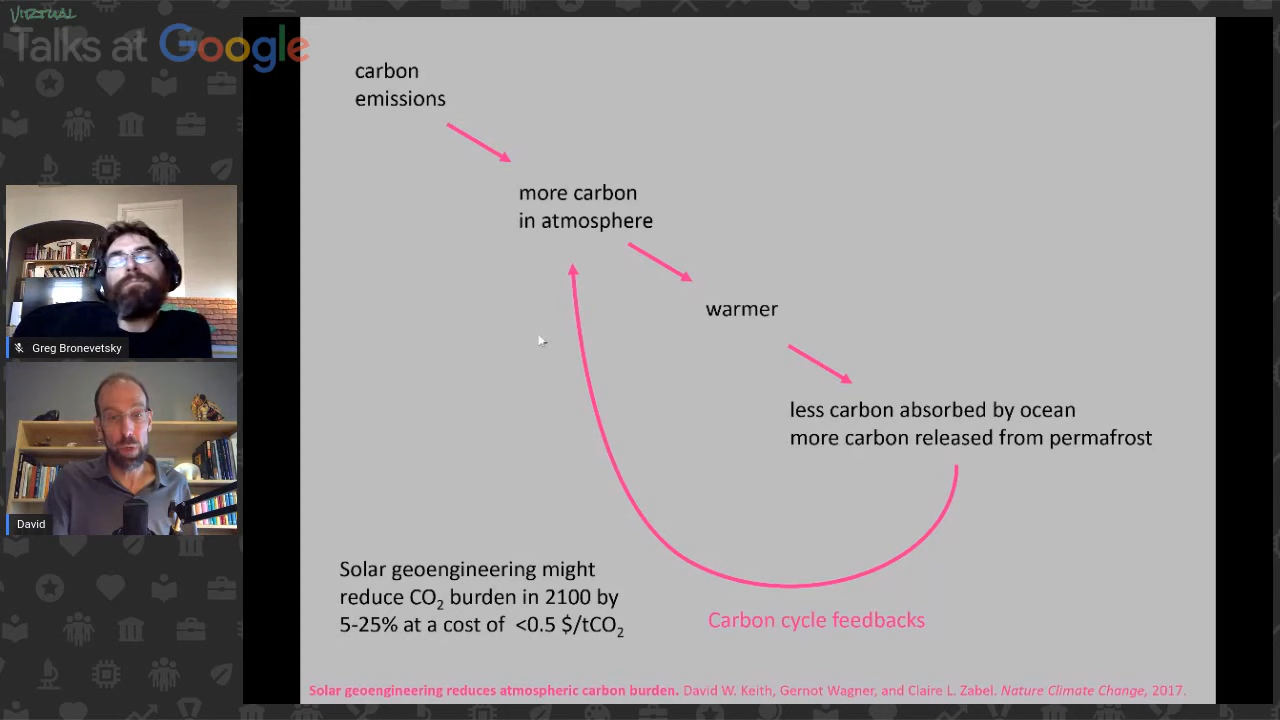 VIRTUAL
Talks at Google
carbon
emissions
more carbon
in atmosphere
warmer
less carbon absorbed by ocean
more carbon released from permafrost
Greg Bronevetsky
David
Solar geoengineering might
reduce CO₂ burden in 2100 by
5-25% at a cost of <0.5 $/tCO₂
Carbon cycle feedbacks
Solar geoengineering reduces atmospheric carbon burden. David W. Keith, Gernot Wagner, and Claire L. Zabel. Nature Climate Change, 2017.